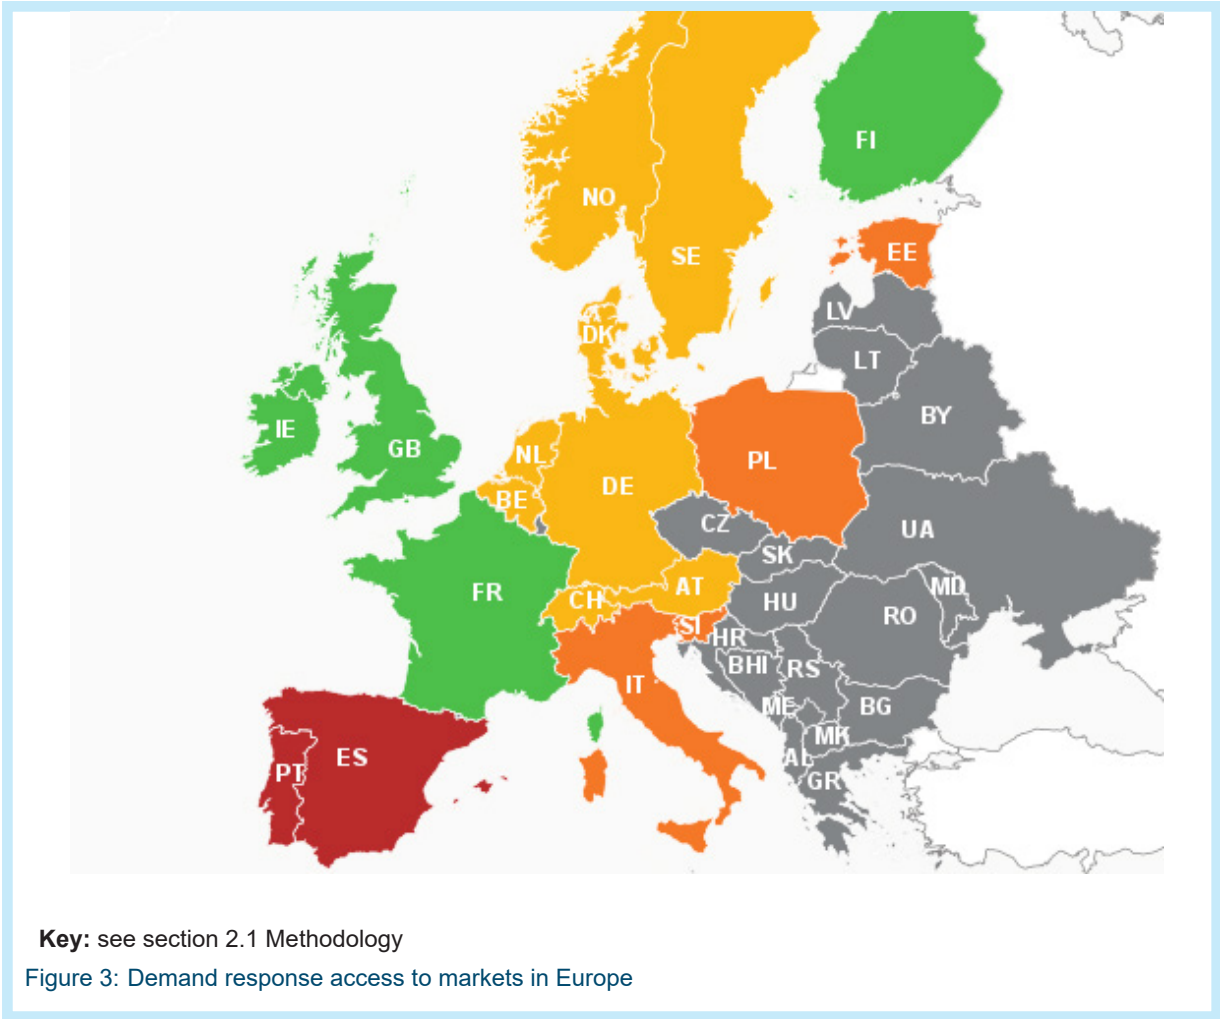 FI
NO
SE
EE
LV
DK
LT
BY
IE
GB
NL
PL
DE
BE
CZ
UA
SK
FR
CH
AT
HU
MD
RO
SI
HR
BHI
RS
IT
ME
BG
MK
ES
AL
PT
GR
Key: see section 2.1 Methodology
Figure 3: Demand response access to markets in Europe